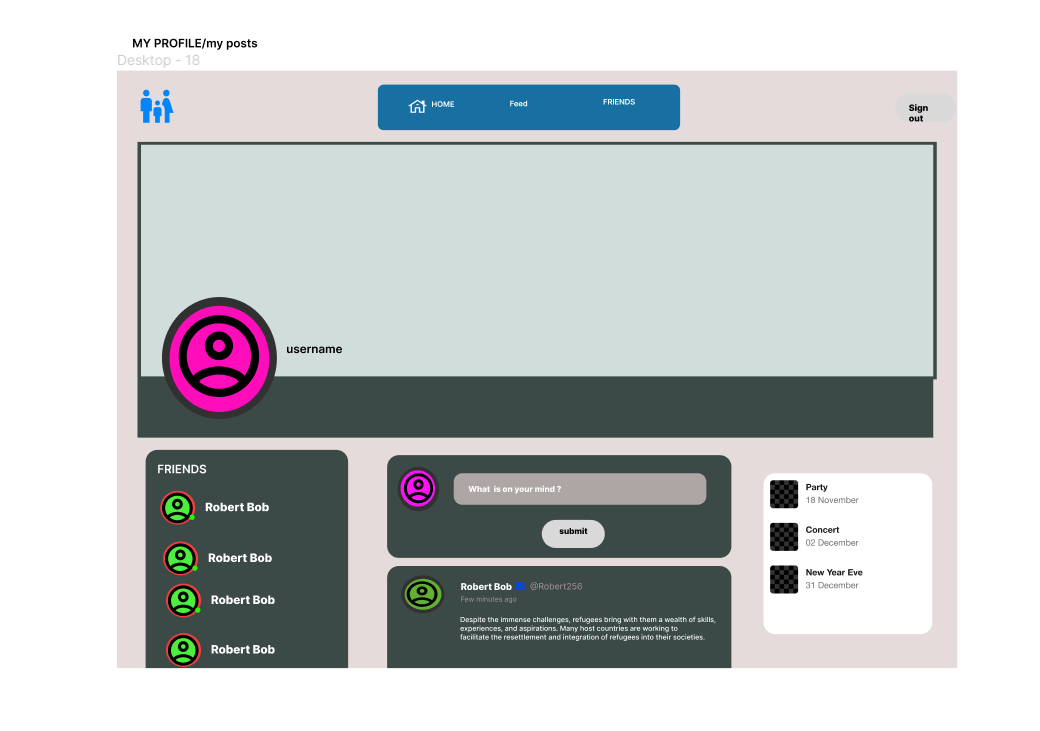 MY PROFILE/my posts
Desktop - 18
HOME
Feed
FRIENDS
Sign
out
username
FRIENDS
Robert Bob
Robert Bob
Robert Bob
Robert Bob
What is on your mind ?
submit
Robert Bob @Robert256
Few minutes ago
Despite the immense challenges, refugees bring with them a wealth of skills,
experiences, and aspirations. Many host countries are working to
facilitate the resettlement and integration of refugees into their societies.
Party
18 November
Concert
02 December
New Year Eve
31 December